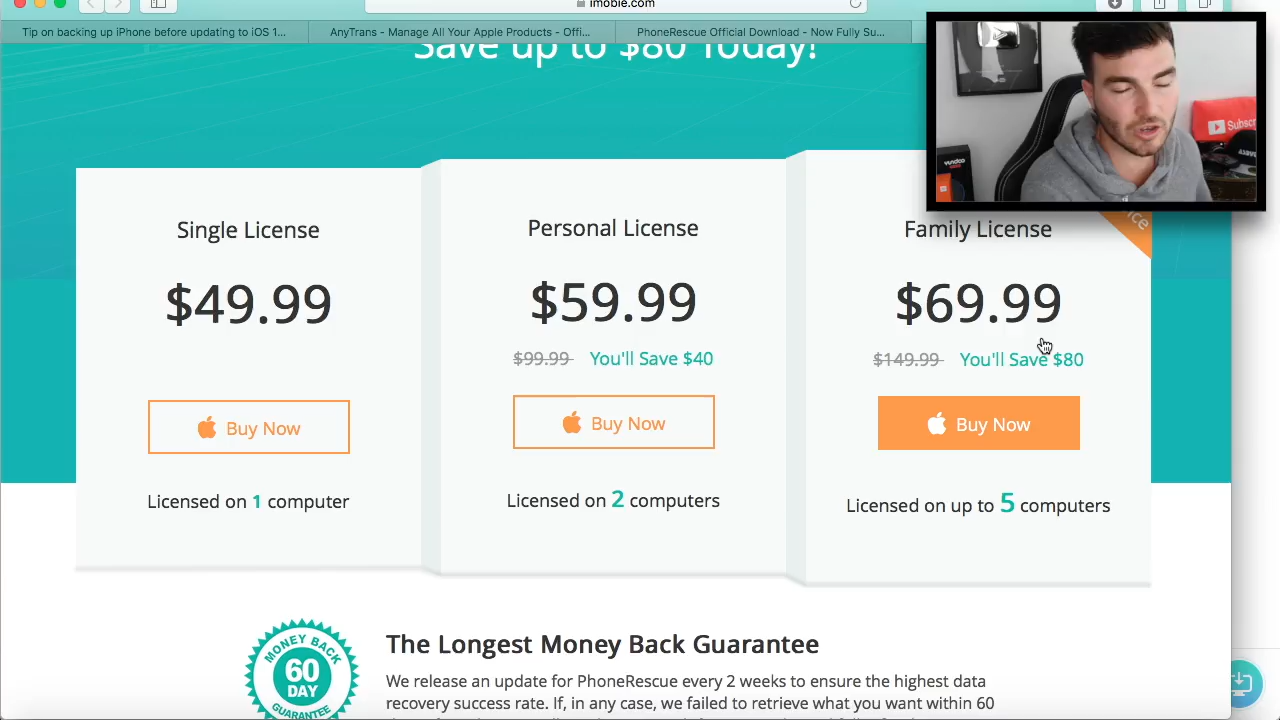 imobie.com
Tip on backing up iPhone before updating to iOS 1...
AnyTrans - Manage All Your Apple Products - Offi...
PhoneRescue Official Download - Now Fully Su...
Save up to $80 Today!
Single License
$49.99
Buy Now
Licensed on 1 computer
Personal License
$59.99
$99.99 You'll Save $40
Buy Now
Licensed on 2 computers
Family License
$69.99
$149.99 You'll Save $80
Buy Now
Licensed on up to 5 computers
MONEY BACK
60
DAY
GUARANTEE
The Longest Money Back Guarantee
We release an update for PhoneRescue every 2 weeks to ensure the highest data
recovery success rate. If, in any case, we failed to retrieve what you want within 60